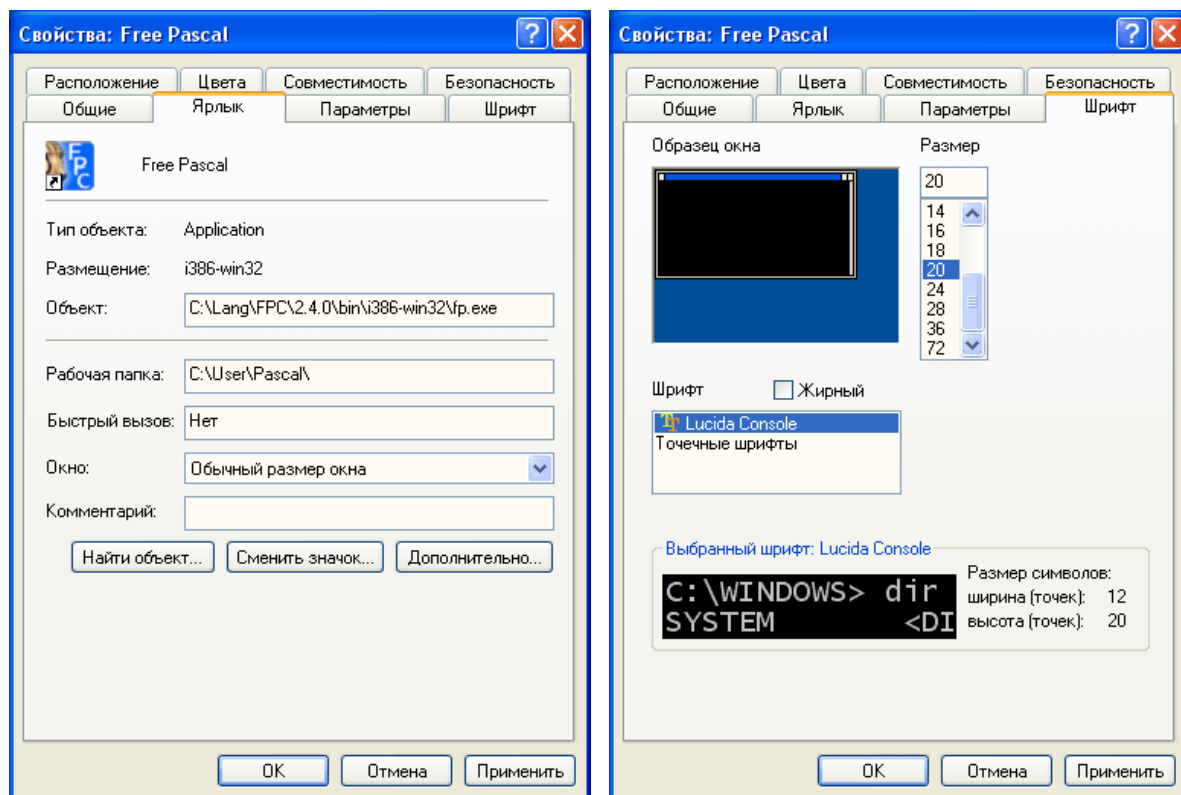 Свойства: Free Pascal
Расположение Цвета Совместимость Безопасность
Общие Ярлык Параметры Шрифт
FPC
Free Pascal
Тип объекта: Application
Размещение: i386-win32
Объект: C:\Lang\FPC\2.4.0\bin\i386-win32\fp.exe
Рабочая папка: C:\User\Pascal\
Быстрый вызов: Нет
Окно: Обычный размер окна
Комментарий:
Найти объект... Сменить значок... Дополнительно...
OK Отмена Применить
Свойства: Free Pascal
Расположение Цвета Совместимость Безопасность
Общие Ярлык Параметры Шрифт
Образец окна Размер
20
14
16
18
20
24
28
36
72
Шрифт Жирный
Lucida Console
Точечные шрифты
Выбранный шрифт: Lucida Console
C:\WINDOWS> dir
SYSTEM <DI
Размер символов:
ширина (точек): 12
высота (точек): 20
OK Отмена Применить